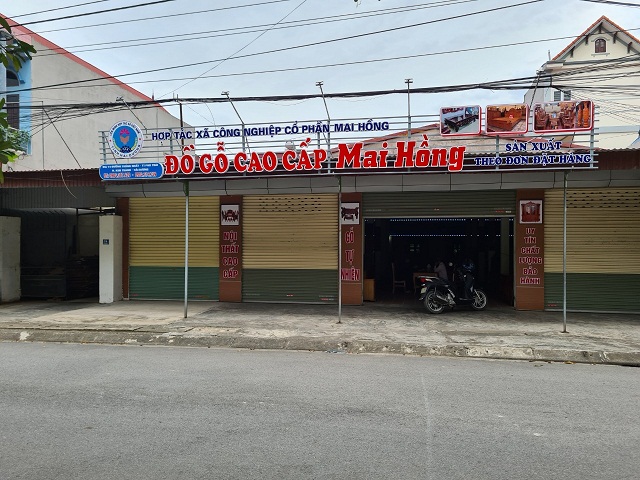 HỢP TÁC XÃ CÔNG NGHIỆP CỔ PHẦN MAI HỒNG
ĐỒ GỖ CAO CẤP Mai Hồng
SẢN XUẤT
THEO ĐƠN ĐẶT HÀNG
NỘI
THẤT
CAO
CẤP
GỖ
TỰ
NHIÊN
UY
TÍN
CHẤT
LƯỢNG
BẢO
HÀNH